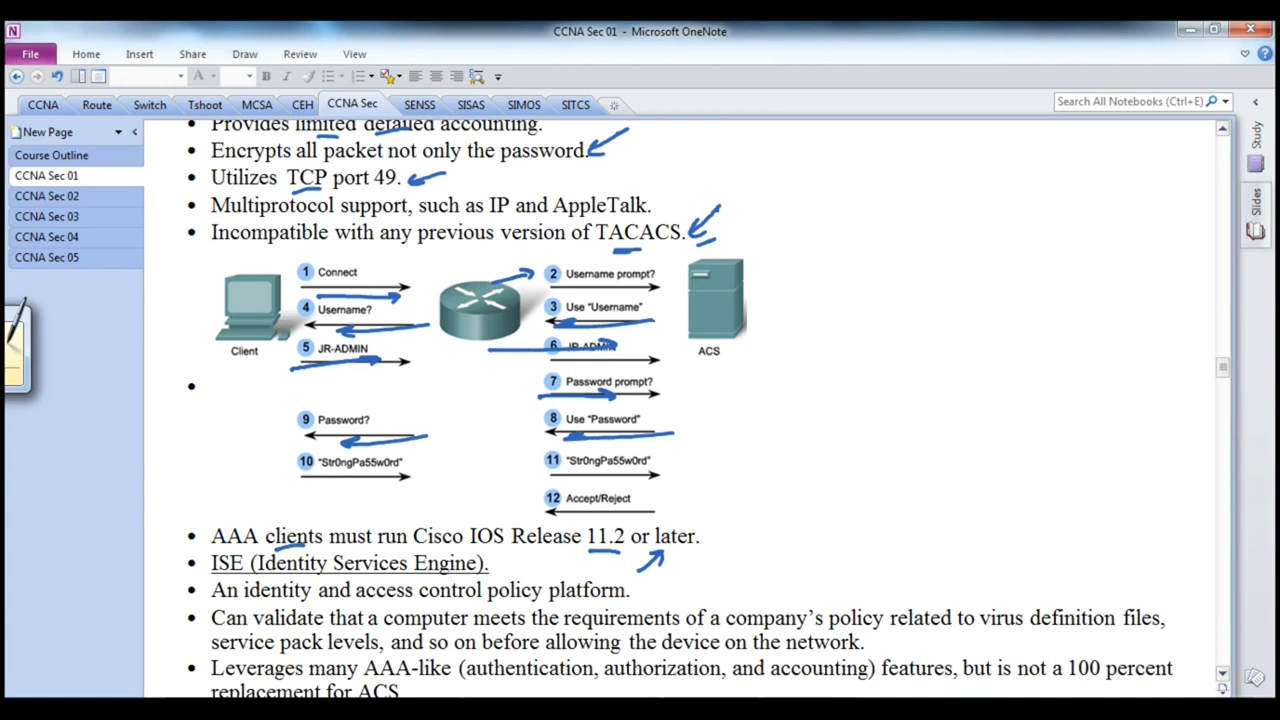 CCNA Sec 01 - Microsoft OneNote
File Home Insert Share Draw Review View
CCNA Route Switch Tshoot MCSA CEH CCNA Sec SENSS SISAS SIMOS SITCS
Search All Notebooks (Ctrl+E)
New Page
Course Outline
CCNA Sec 01
CCNA Sec 02
CCNA Sec 03
CCNA Sec 04
CCNA Sec 05
Study
Slides
• Provides limited detailed accounting.
• Encrypts all packet not only the password.
• Utilizes TCP port 49.
• Multiprotocol support, such as IP and AppleTalk.
• Incompatible with any previous version of TACACS.
1 Connect
2 Username prompt?
3 Use “Username”
4 Username?
5 JR-ADMIN
6 JR-ADMIN
Client
ACS
7 Password prompt?
8 Use “Password”
9 Password?
10 “Str0ngPa55w0rd”
11 “Str0ngPa55w0rd”
12 Accept/Reject
• AAA clients must run Cisco IOS Release 11.2 or later.
• ISE (Identity Services Engine).
• An identity and access control policy platform.
• Can validate that a computer meets the requirements of a company’s policy related to virus definition files,
service pack levels, and so on before allowing the device on the network.
• Leverages many AAA-like (authentication, authorization, and accounting) features, but is not a 100 percent
replacement for ACS